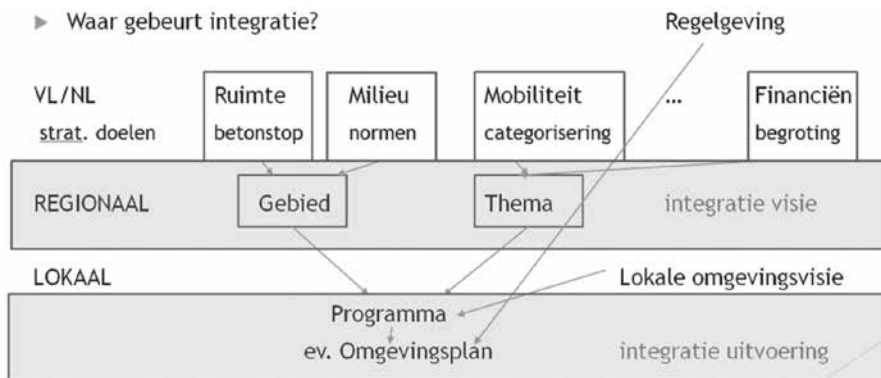 ▶ Waar gebeurt integratie?
Regelgeving
VL/NL
strat. doelen
Ruimte
betonstop
Milieu
normen
Mobiliteit
categorisering
...
Financiën
begroting
REGIONAAL
Gebied
Thema
integratie visie
LOKAAL
Lokale omgevingsvisie
Programma
ev. Omgevingsplan
integratie uitvoering